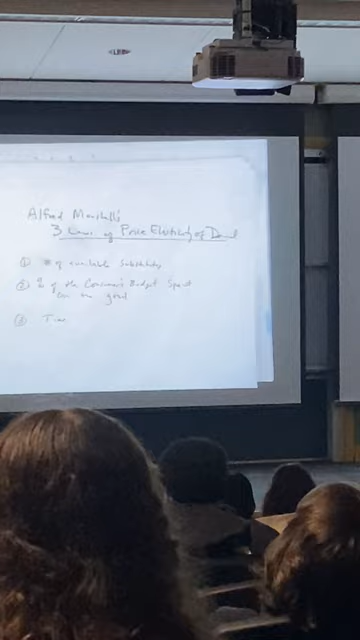 Alfred Marshall's
3 Laws of Price Elasticity of Demand
① # of available Substitutes
② % of the Consumer's Budget Spent
on the good
③ Time